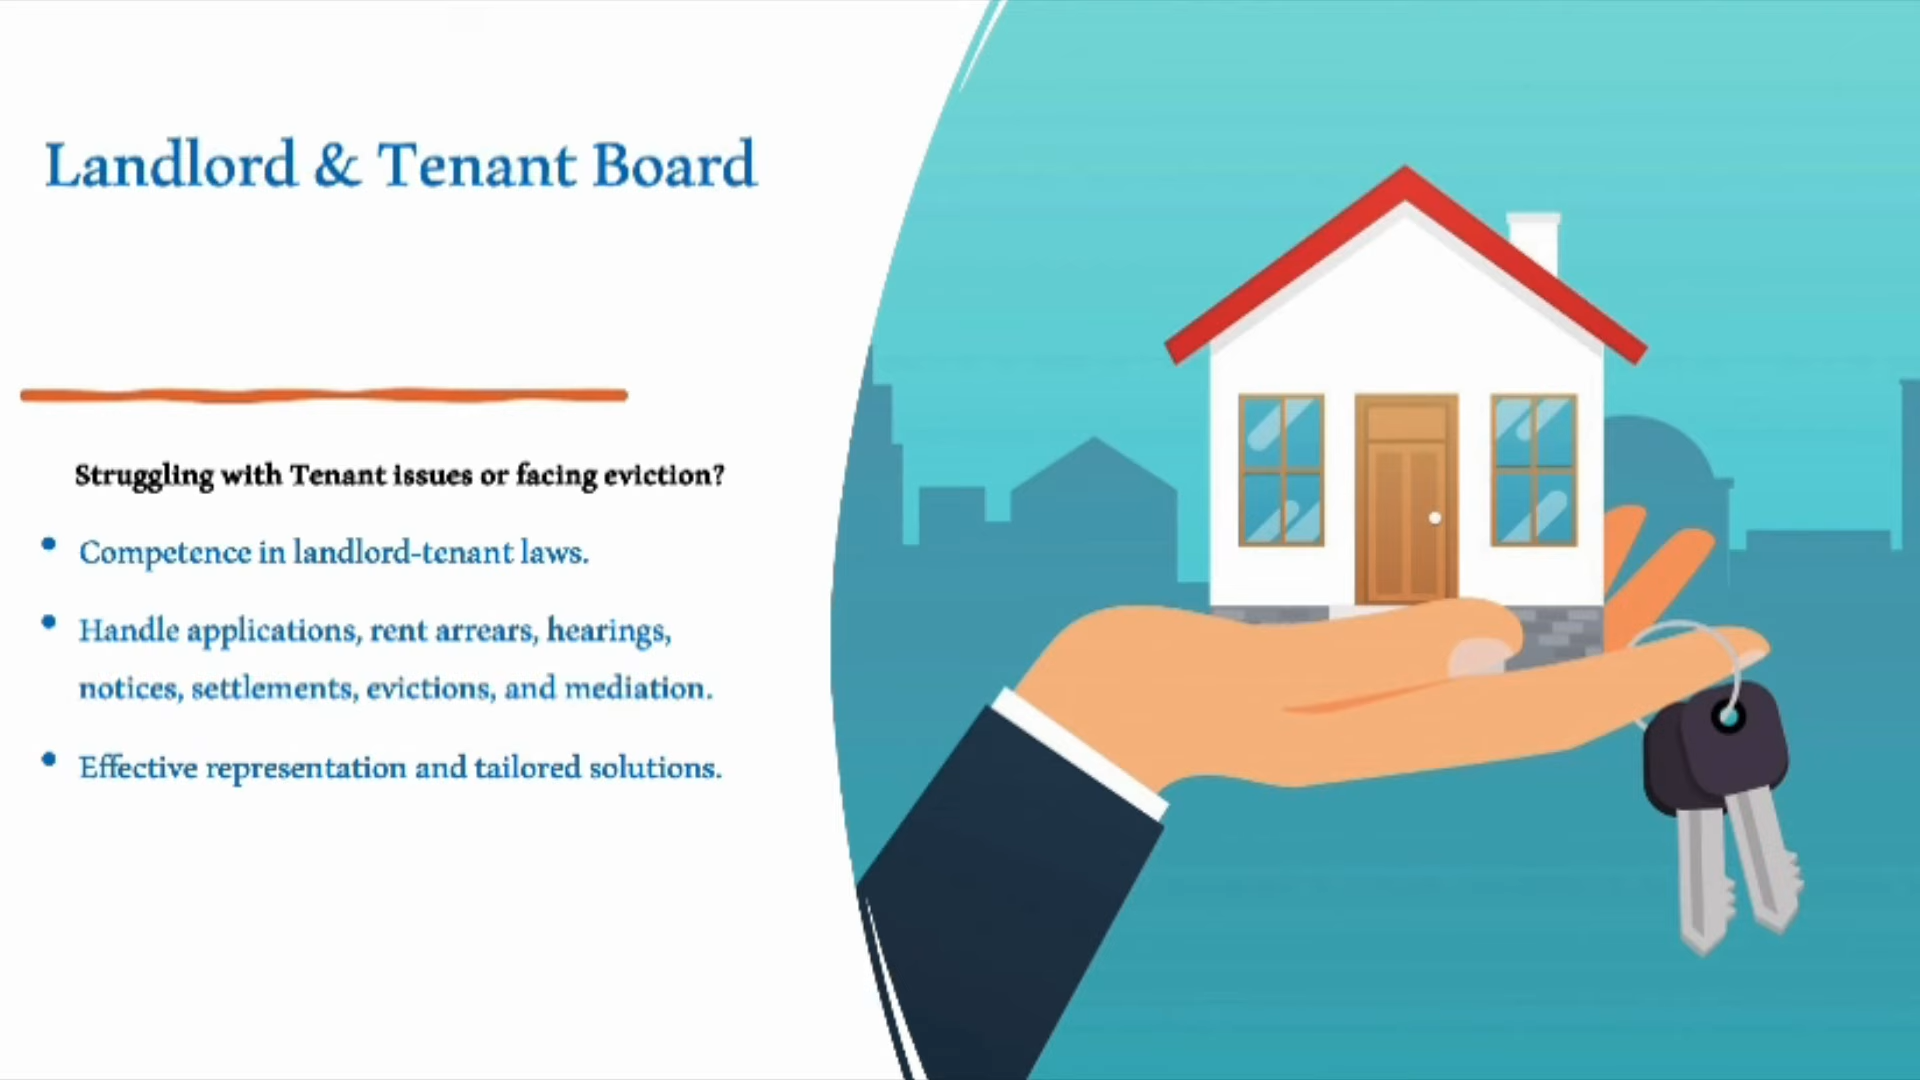 Landlord & Tenant Board
Struggling with Tenant issues or facing eviction?
• Competence in landlord-tenant laws.
• Handle applications, rent arrears, hearings,
notices, settlements, evictions, and mediation.
• Effective representation and tailored solutions.